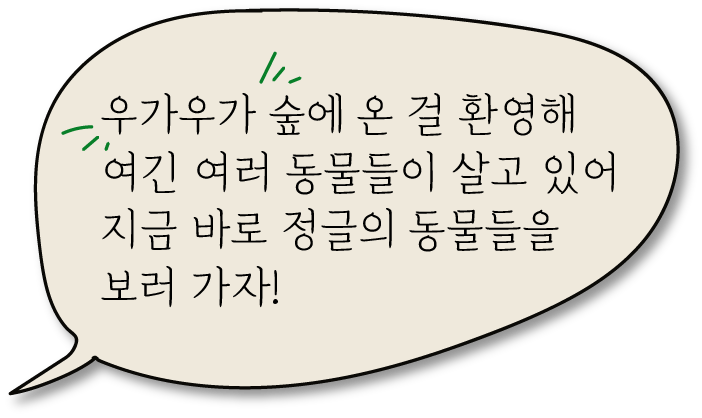 우가우가 숲에 온 걸 환영해
여긴 여러 동물들이 살고 있어
지금 바로 정글의 동물들을
보러 가자!